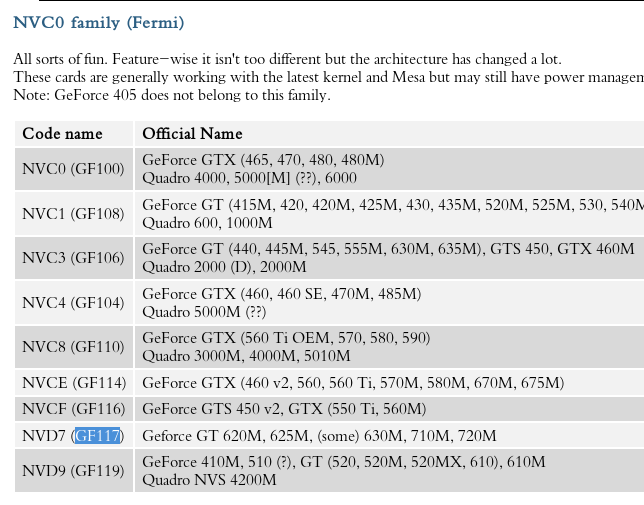 NVC0 family (Fermi)
All sorts of fun. Feature−wise it isn't too different but the architecture has changed a lot.
These cards are generally working with the latest kernel and Mesa but may still have power managem
Note: GeForce 405 does not belong to this family.
Code name Official Name
NVC0 (GF100) GeForce GTX (465, 470, 480, 480M)
Quadro 4000, 5000[M] (??), 6000
NVC1 (GF108) GeForce GT (415M, 420, 420M, 425M, 430, 435M, 520M, 525M, 530, 540M
Quadro 600, 1000M
NVC3 (GF106) GeForce GT (440, 445M, 545, 555M, 630M, 635M), GTS 450, GTX 460M
Quadro 2000 (D), 2000M
NVC4 (GF104) GeForce GTX (460, 460 SE, 470M, 485M)
Quadro 5000M (??)
NVC8 (GF110) GeForce GTX (560 Ti OEM, 570, 580, 590)
Quadro 3000M, 4000M, 5010M
NVCE (GF114) GeForce GTX (460 v2, 560, 560 Ti, 570M, 580M, 670M, 675M)
NVCF (GF116) GeForce GTS 450 v2, GTX (550 Ti, 560M)
NVD7 (GF117) Geforce GT 620M, 625M, (some) 630M, 710M, 720M
NVD9 (GF119) GeForce 410M, 510 (?), GT (520, 520M, 520MX, 610), 610M
Quadro NVS 4200M